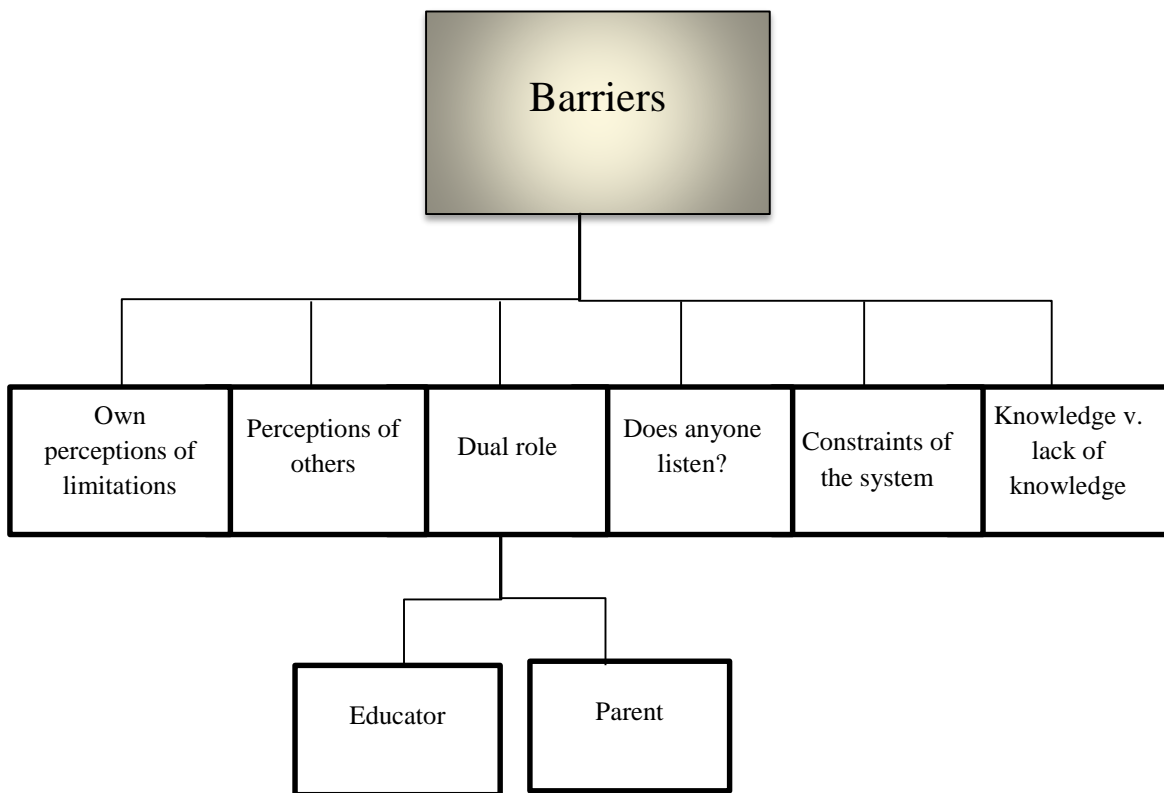 Barriers
Own
perceptions of
limitations
Perceptions of
others
Dual role
Does anyone
listen?
Constraints of
the system
Knowledge v.
lack of
knowledge
Educator
Parent